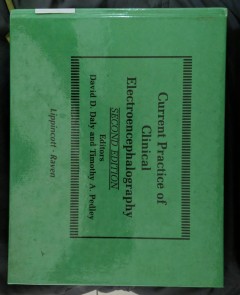 Current Practice of
Clinical
Electroencephalography
SECOND EDITION
Editors
David D. Daly and Timothy A. Pedley
Lippincott - Raven